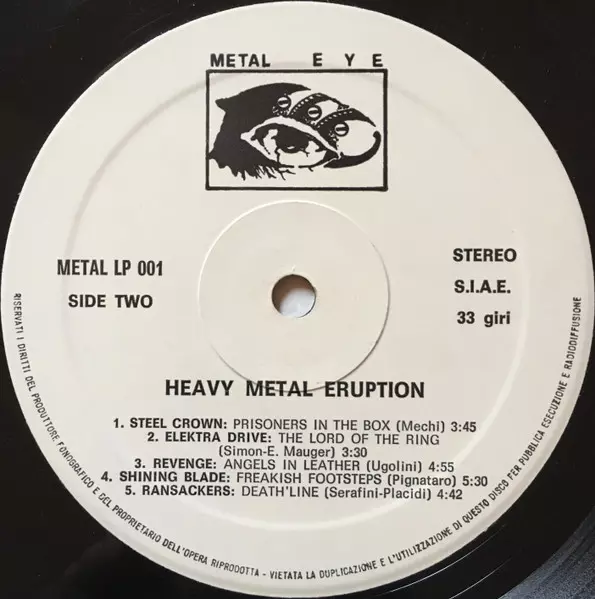 METAL EYE
METAL LP 001
SIDE TWO
STEREO
S.I.A.E.
33 giri
HEAVY METAL ERUPTION
1. STEEL CROWN: PRISONERS IN THE BOX (Mechi) 3:45
2. ELEKTRA DRIVE: THE LORD OF THE RING
(Simon-E. Mauger) 3:30
3. REVENGE: ANGELS IN LEATHER (Ugolini) 4:55
4. SHINING BLADE: FREAKISH FOOTSTEPS (Pignataro) 5:30
5. RANSACKERS: DEATH'LINE (Serafini-Placidi) 4:42
RISERVATI I DIRITTI DEL PRODUTTORE FONOGRAFICO E DEL PROPRIETARIO DELL'OPERA RIPRODOTTA - VIETATA LA DUPLICAZIONE E L'UTILIZZAZIONE DI QUESTO DISCO PER PUBBLICA ESECUZIONE E RADIODIFFUSIONE